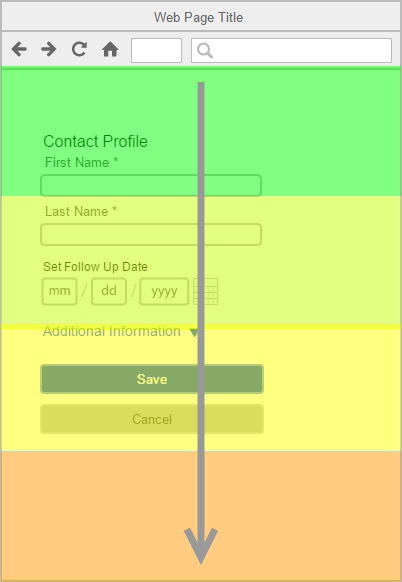 Web Page Title
Contact Profile
First Name *
Last Name *
Set Follow Up Date
mm / dd / yyyy
Additional Information ▼
Save
Cancel